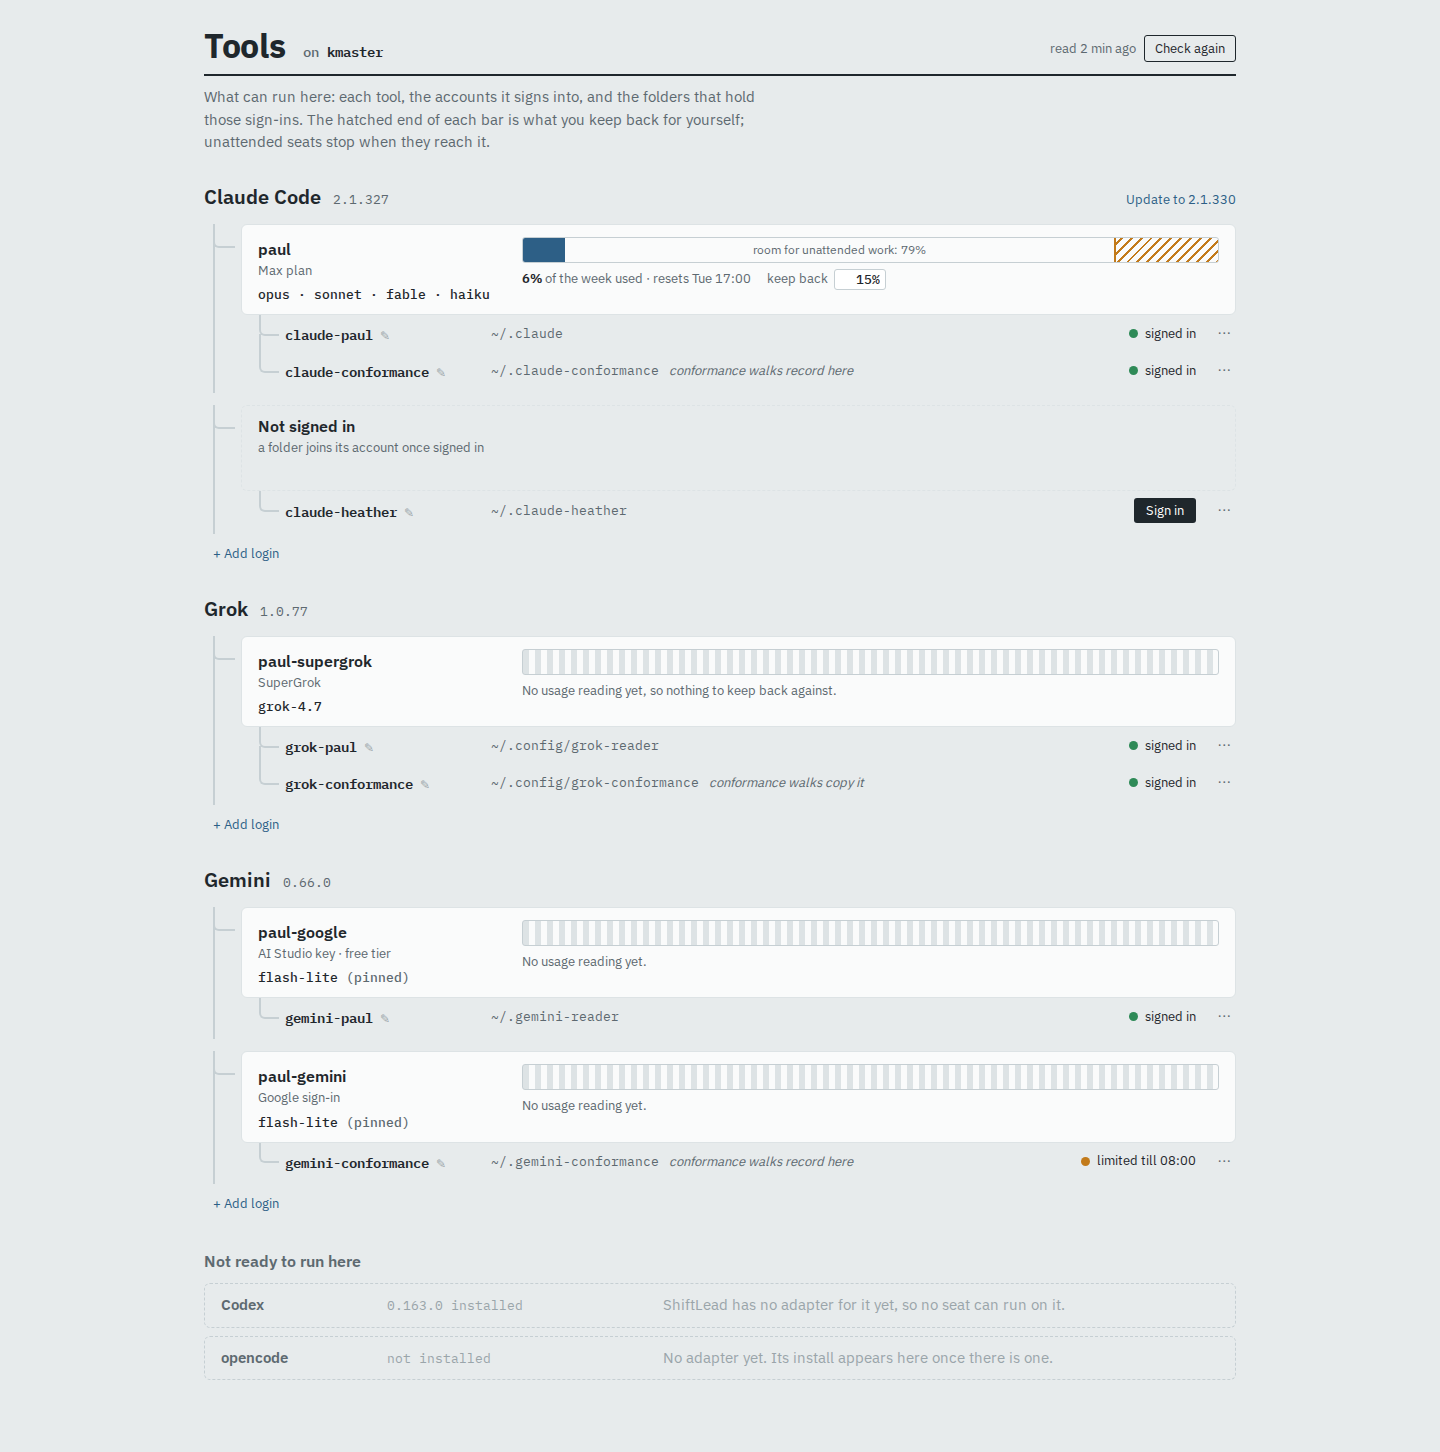 Tools on kmaster
read 2 min ago Check again
What can run here: each tool, the accounts it signs into, and the folders that hold
those sign-ins. The hatched end of each bar is what you keep back for yourself;
unattended seats stop when they reach it.
Claude Code 2.1.327
Update to 2.1.330
paul
Max plan
opus · sonnet · fable · haiku
room for unattended work: 79%
6% of the week used · resets Tue 17:00 keep back 15%
claude-paul ✎ ~/.claude signed in ···
claude-conformance ✎ ~/.claude-conformance conformance walks record here signed in ···
Not signed in
a folder joins its account once signed in
claude-heather ✎ ~/.claude-heather Sign in ···
+ Add login
Grok 1.0.77
paul-supergrok
SuperGrok
grok-4.7
No usage reading yet, so nothing to keep back against.
grok-paul ✎ ~/.config/grok-reader signed in ···
grok-conformance ✎ ~/.config/grok-conformance conformance walks copy it signed in ···
+ Add login
Gemini 0.66.0
paul-google
AI Studio key · free tier
flash-lite (pinned)
No usage reading yet.
gemini-paul ✎ ~/.gemini-reader signed in ···
paul-gemini
Google sign-in
flash-lite (pinned)
No usage reading yet.
gemini-conformance ✎ ~/.gemini-conformance conformance walks record here limited till 08:00 ···
+ Add login
Not ready to run here
Codex 0.163.0 installed ShiftLead has no adapter for it yet, so no seat can run on it.
opencode not installed No adapter yet. Its install appears here once there is one.